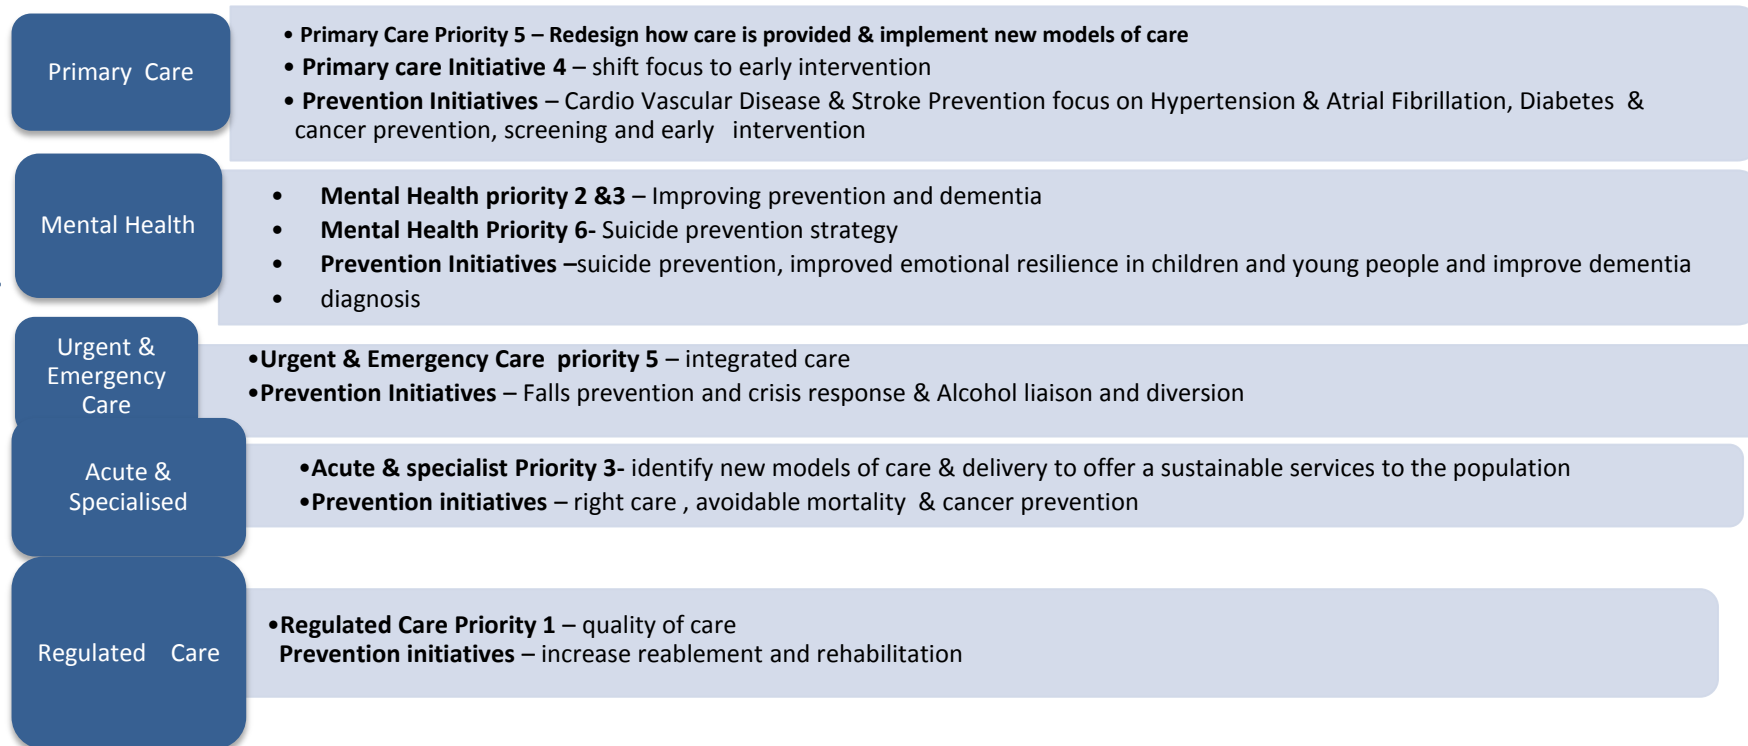 Primary Care
• Primary Care Priority 5 – Redesign how care is provided & implement new models of care
• Primary care Initiative 4 – shift focus to early intervention
• Prevention Initiatives – Cardio Vascular Disease & Stroke Prevention focus on Hypertension & Atrial Fibrillation, Diabetes &
cancer prevention, screening and early intervention
Mental Health
• Mental Health priority 2 &3 – Improving prevention and dementia
• Mental Health Priority 6- Suicide prevention strategy
• Prevention Initiatives –suicide prevention, improved emotional resilience in children and young people and improve dementia
• diagnosis
Urgent &
Emergency
Care
•Urgent & Emergency Care priority 5 – integrated care
•Prevention Initiatives – Falls prevention and crisis response & Alcohol liaison and diversion
Acute &
Specialised
•Acute & specialist Priority 3- identify new models of care & delivery to offer a sustainable services to the population
•Prevention initiatives – right care , avoidable mortality & cancer prevention
Regulated Care
•Regulated Care Priority 1 – quality of care
Prevention initiatives – increase reablement and rehabilitation